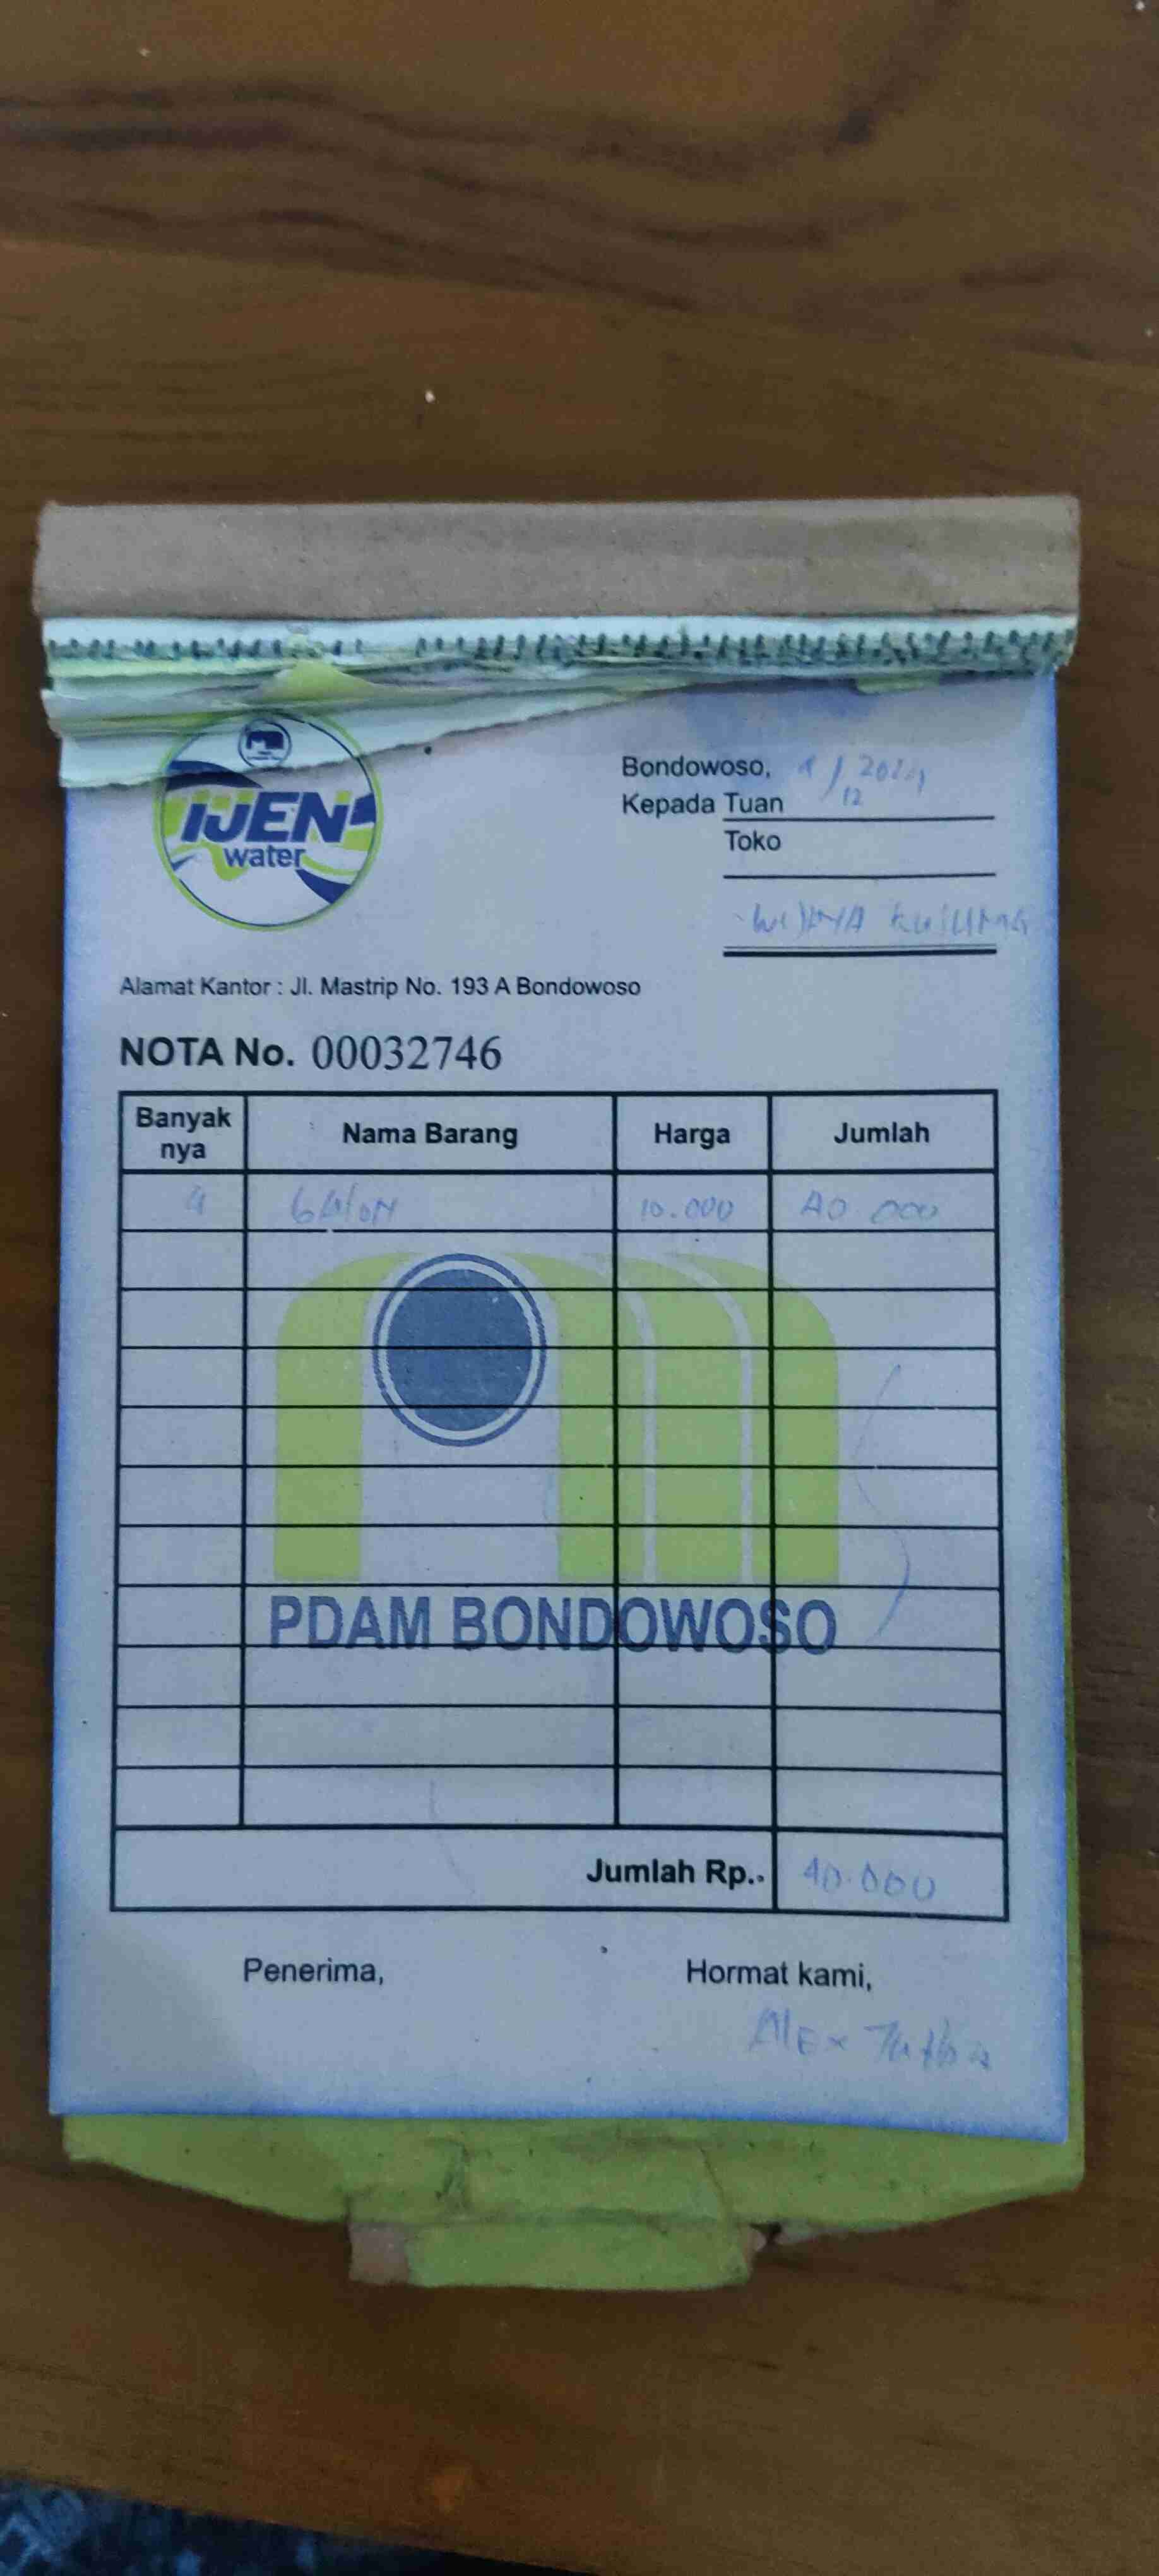 IJEN
water
Bondowoso, /12 2024
Kepada Tuan
Toko
WIJAYA KUSUMA
Alamat Kantor : Jl. Mastrip No. 193 A Bondowoso
NOTA No. 00032746
Banyak nya Nama Barang Harga Jumlah
4 GALON 10.000 40 000
PDAM BONDOWOSO
Jumlah Rp.. 40.000
Penerima, Hormat kami,
Alex